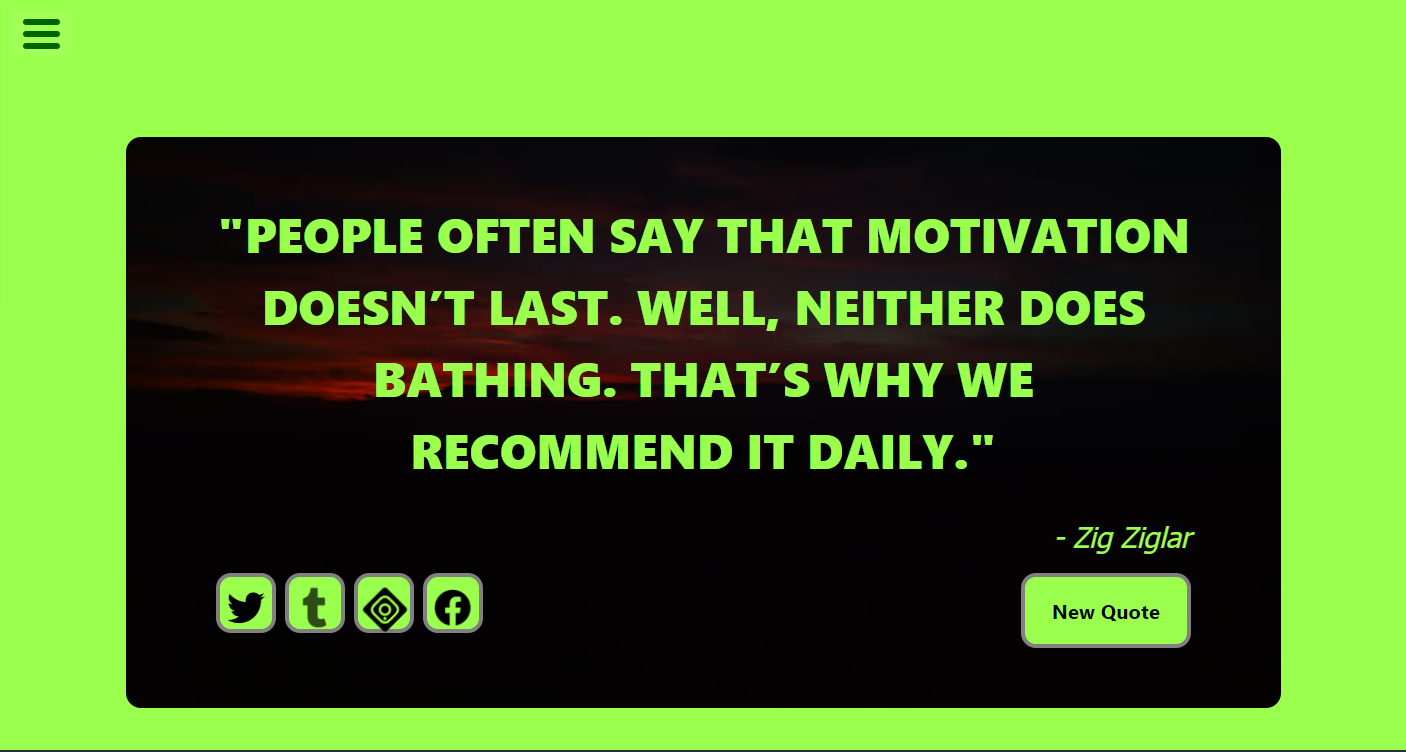 "PEOPLE OFTEN SAY THAT MOTIVATION
DOESN’T LAST. WELL, NEITHER DOES
BATHING. THAT’S WHY WE
RECOMMEND IT DAILY."
- Zig Ziglar
New Quote